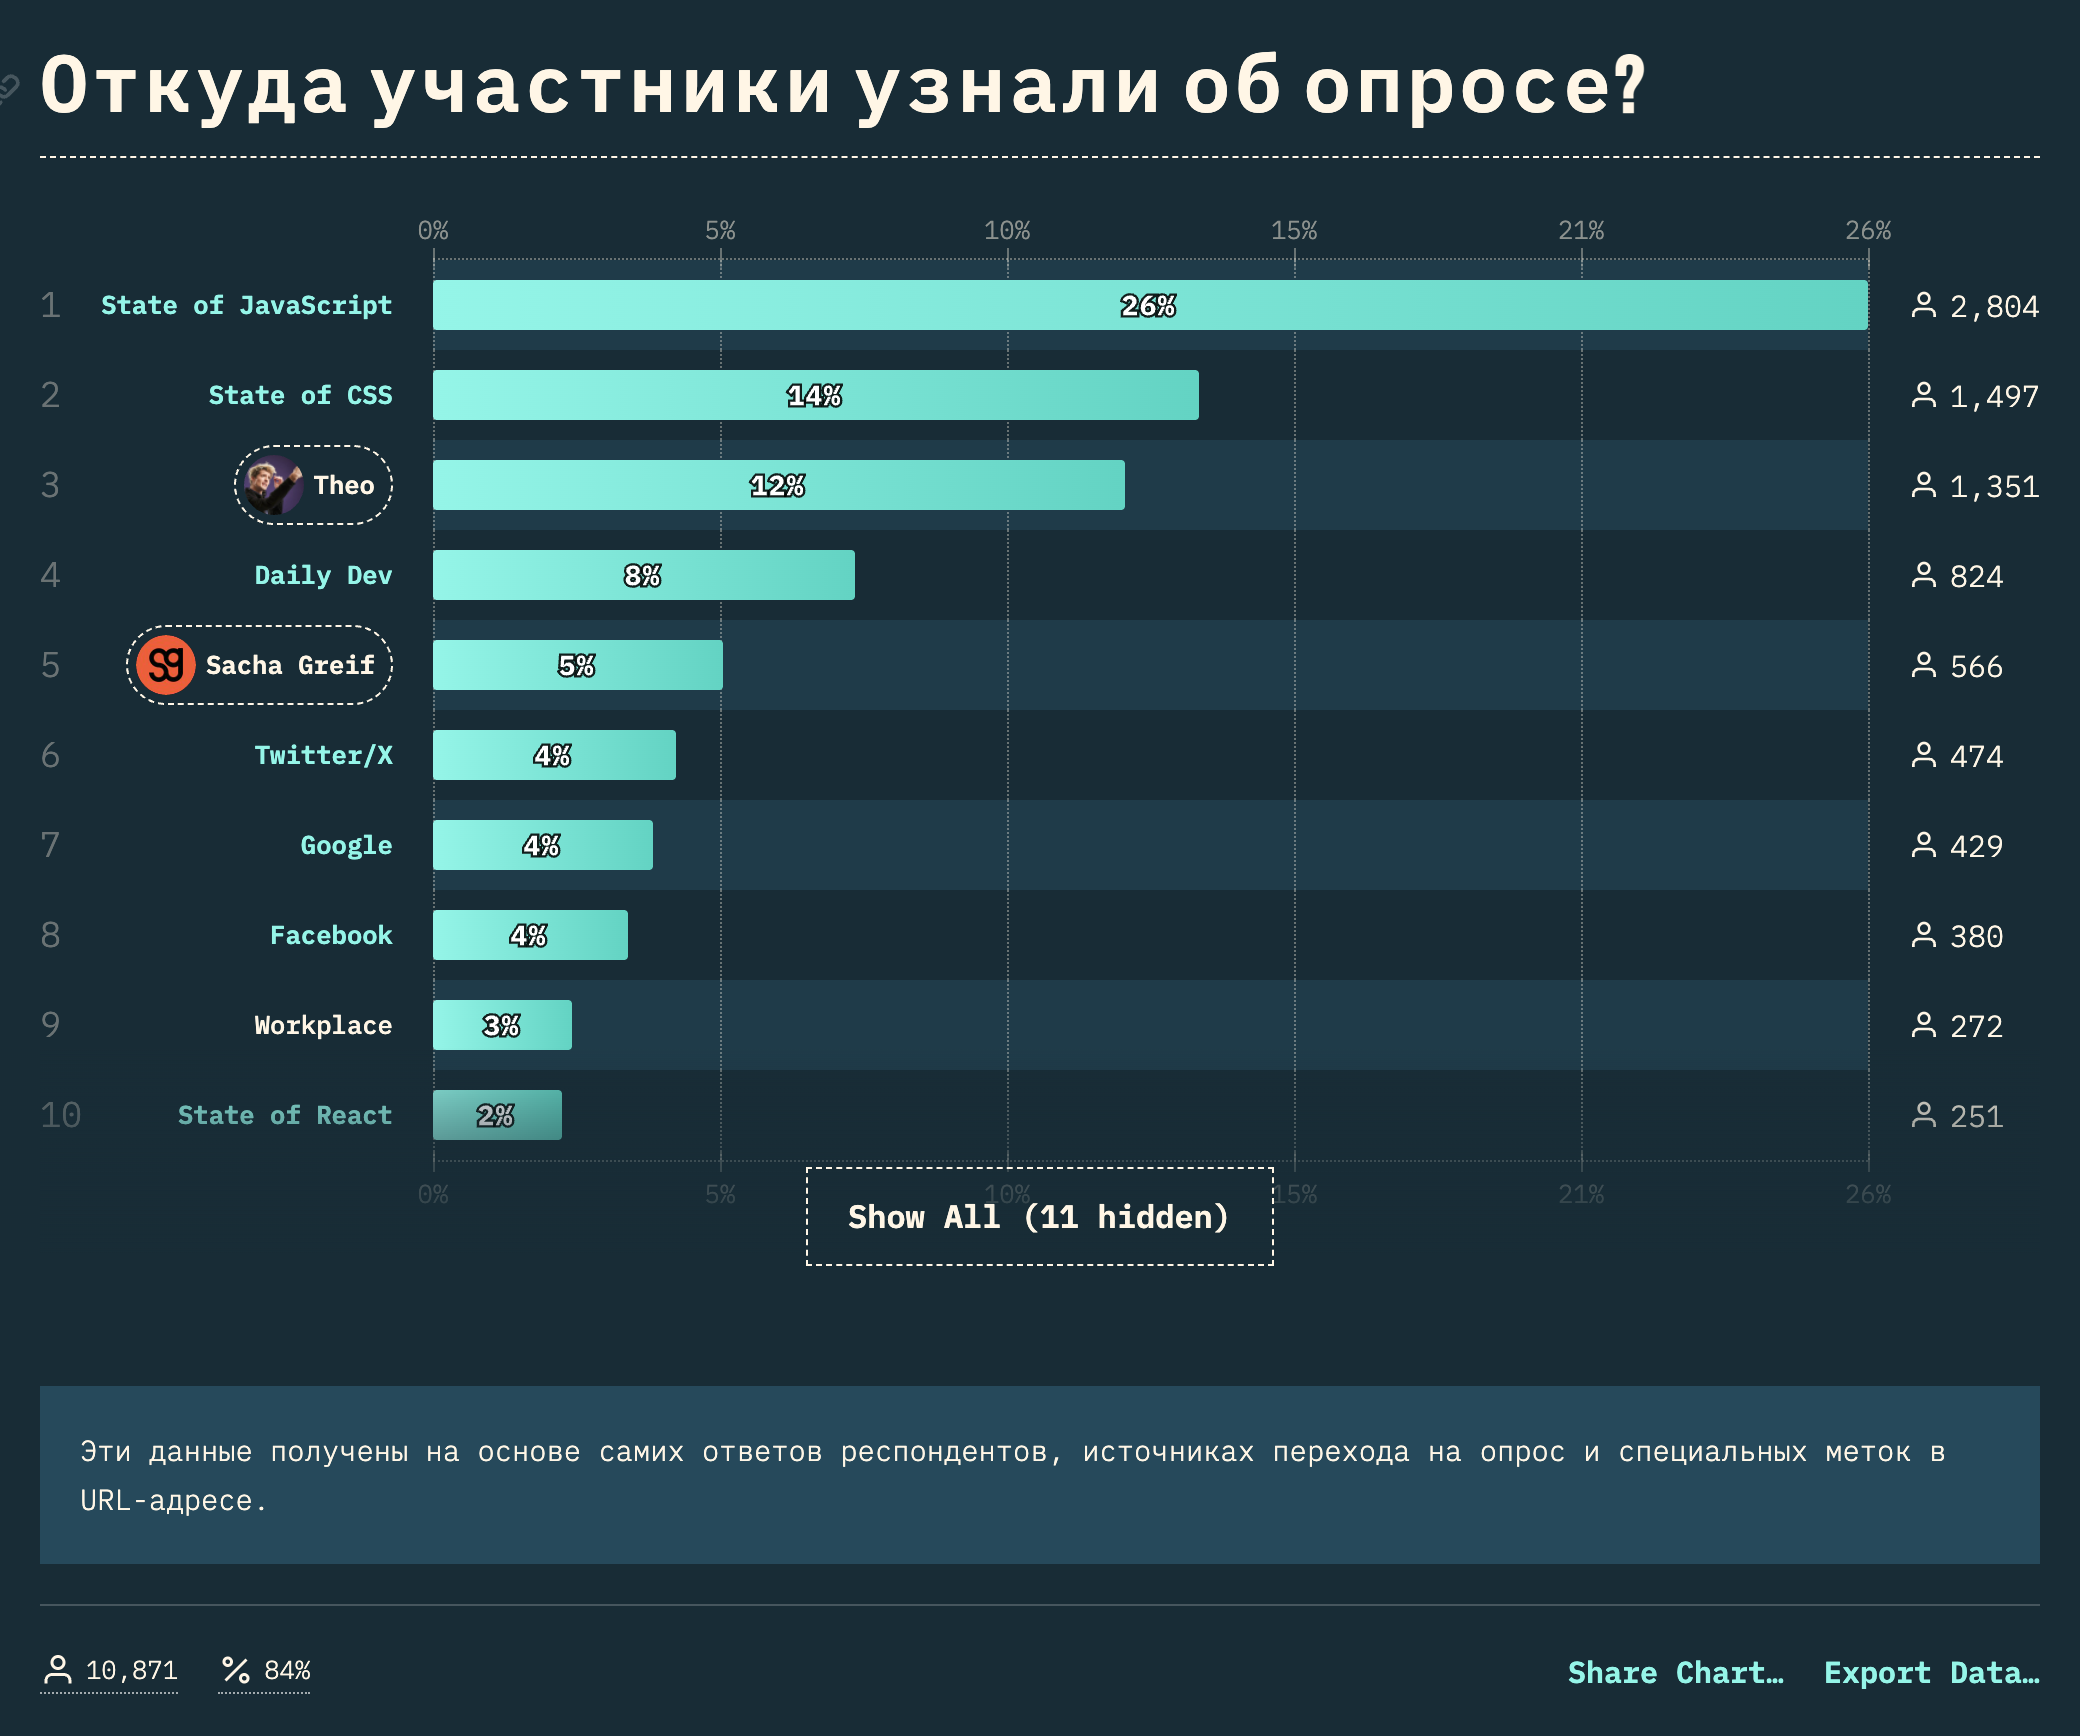 Откуда участники узнали об опросе?
0% 5% 10% 15% 21% 26%
1 State of JavaScript 26% 2,804
2 State of CSS 14% 1,497
3 Theo 12% 1,351
4 Daily Dev 8% 824
5 SG Sacha Greif 5% 566
6 Twitter/X 4% 474
7 Google 4% 429
8 Facebook 4% 380
9 Workplace 3% 272
10 State of React 2% 251
0% 5% 10% 15% 21% 26%
Show All (11 hidden)
Эти данные получены на основе самих ответов респондентов, источниках перехода на опрос и специальных меток в
URL-адресе.
10,871 % 84% Share Chart… Export Data…